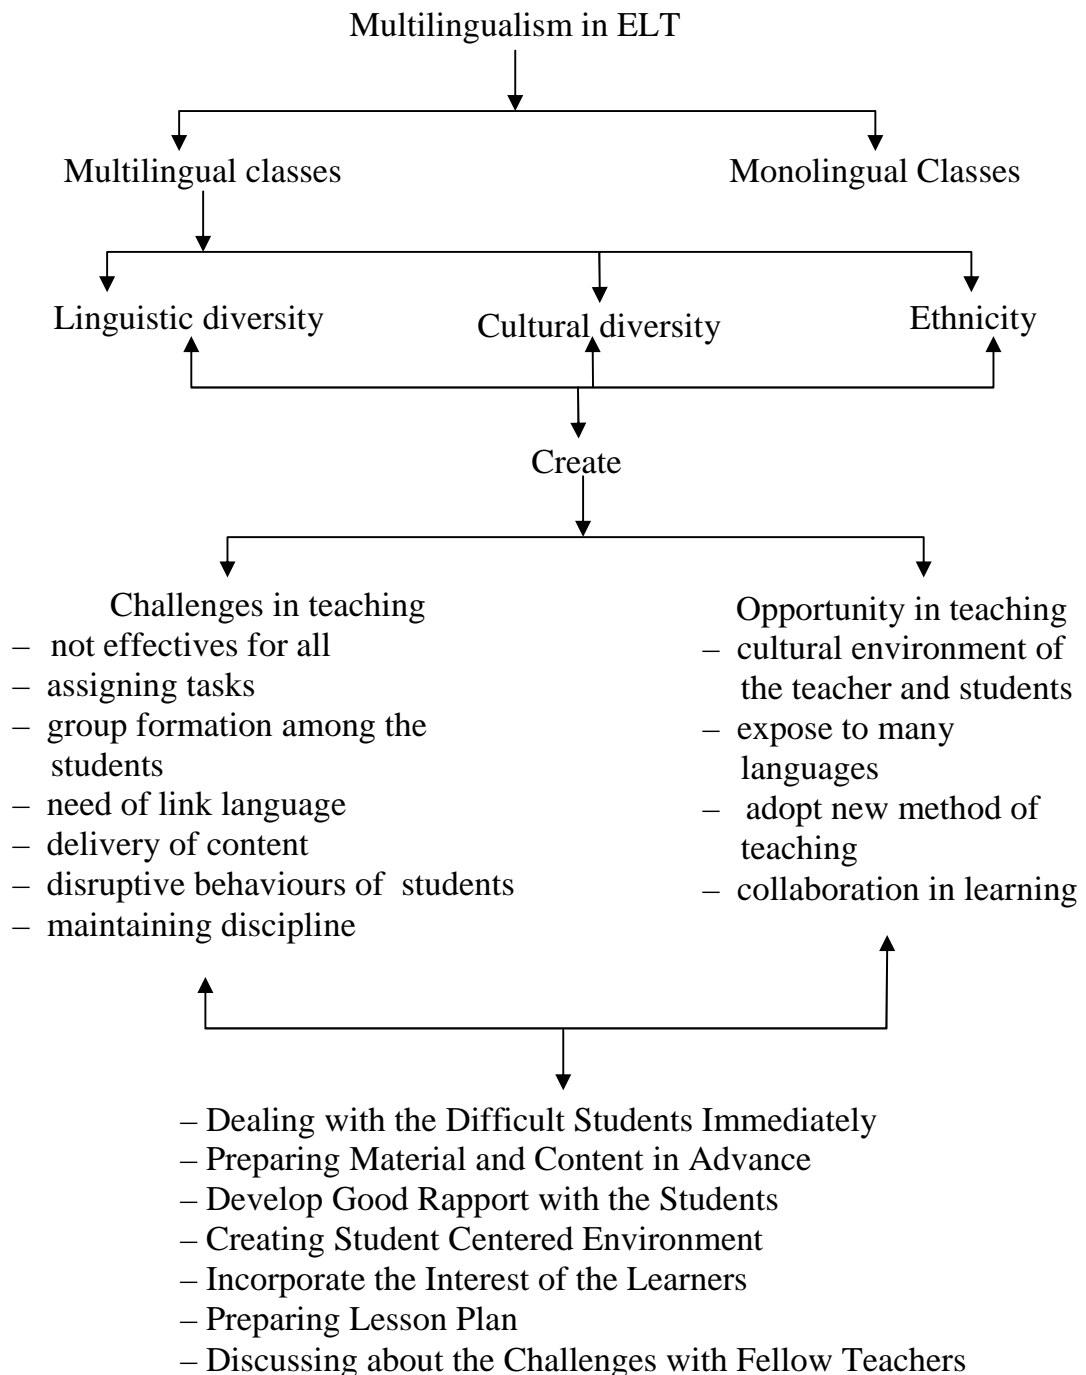 Multilingualism in ELT
Multilingual classes
Monolingual Classes
Linguistic diversity
Cultural diversity
Ethnicity
Create
Challenges in teaching
– not effectives for all
– assigning tasks
– group formation among the
students
– need of link language
– delivery of content
– disruptive behaviours of students
– maintaining discipline
Opportunity in teaching
– cultural environment of
the teacher and students
– expose to many
languages
– adopt new method of
teaching
– collaboration in learning
– Dealing with the Difficult Students Immediately
– Preparing Material and Content in Advance
– Develop Good Rapport with the Students
– Creating Student Centered Environment
– Incorporate the Interest of the Learners
– Preparing Lesson Plan
– Discussing about the Challenges with Fellow Teachers